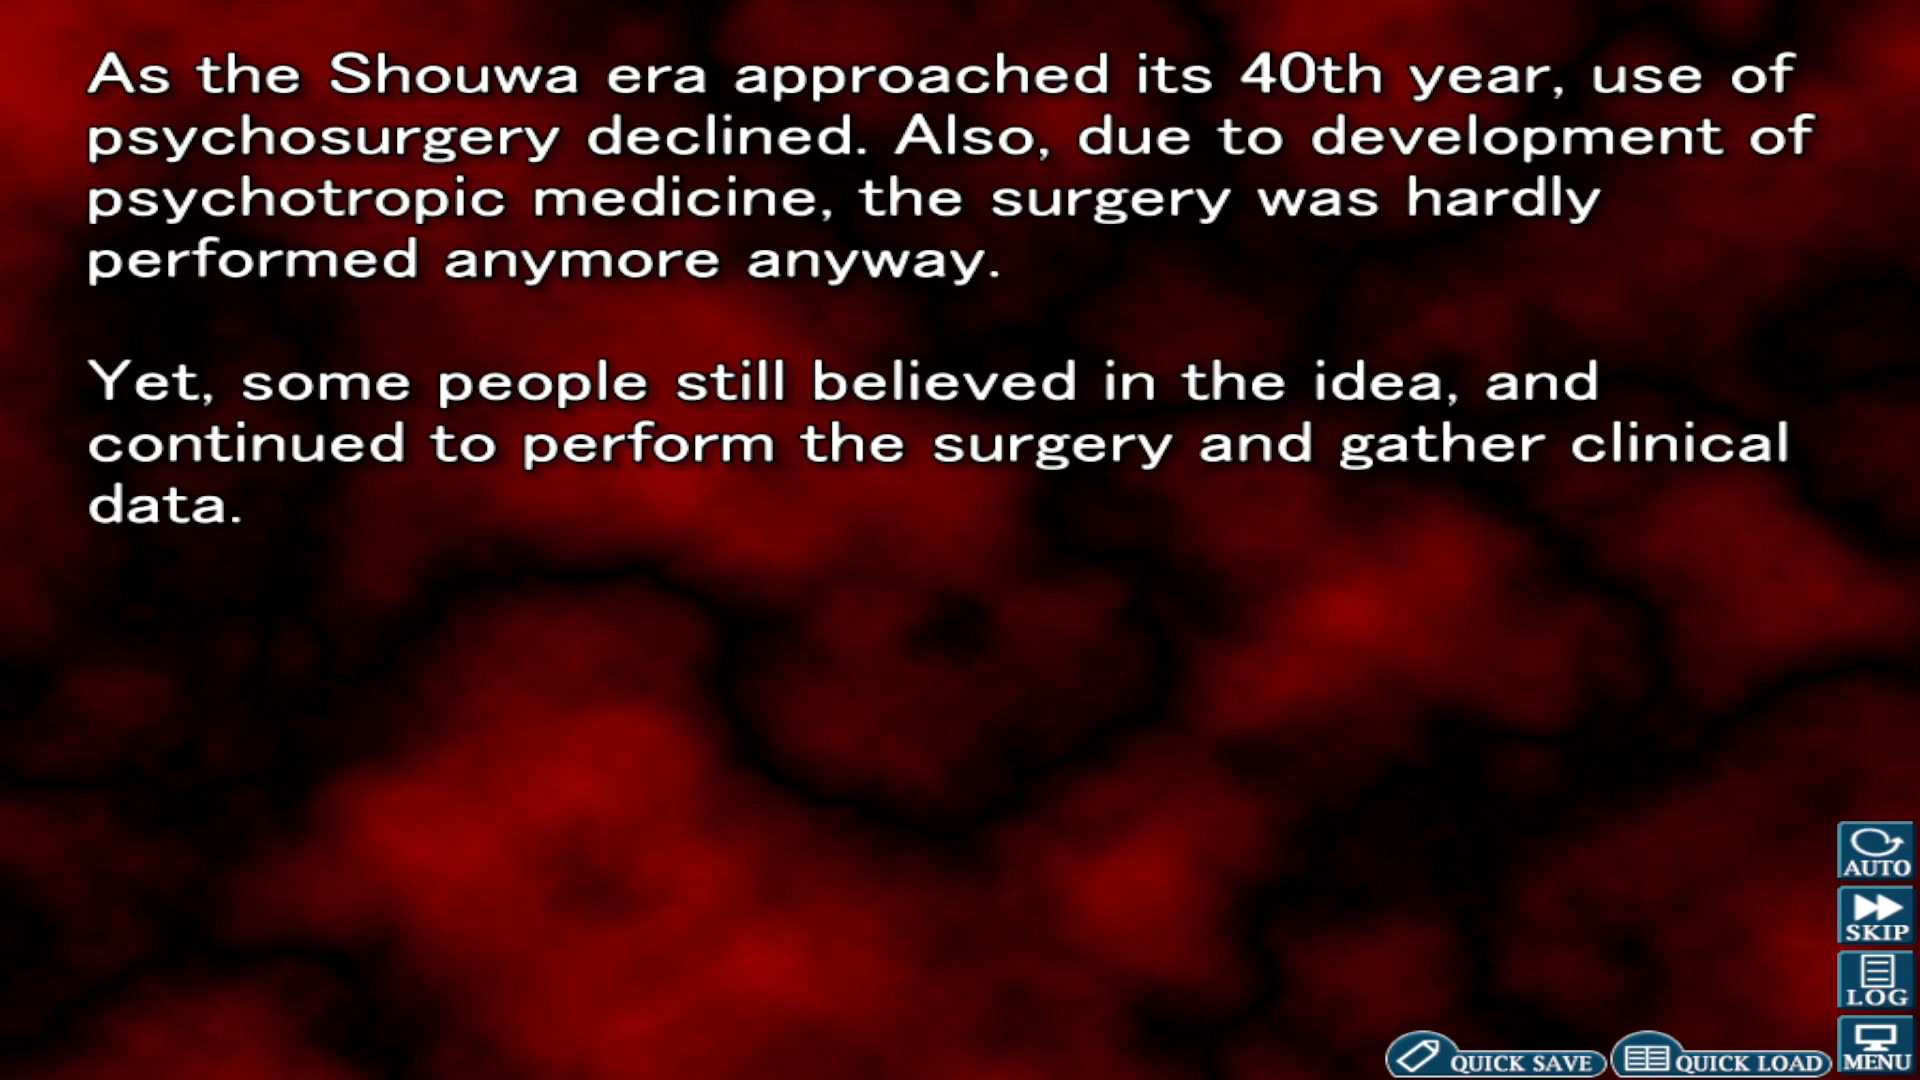 As the Shouwa era approached its 40th year, use of
psychosurgery declined. Also, due to development of
psychotropic medicine, the surgery was hardly
performed anymore anyway.
Yet, some people still believed in the idea, and
continued to perform the surgery and gather clinical
data.
AUTO
SKIP
LOG
MENU
QUICK SAVE
QUICK LOAD